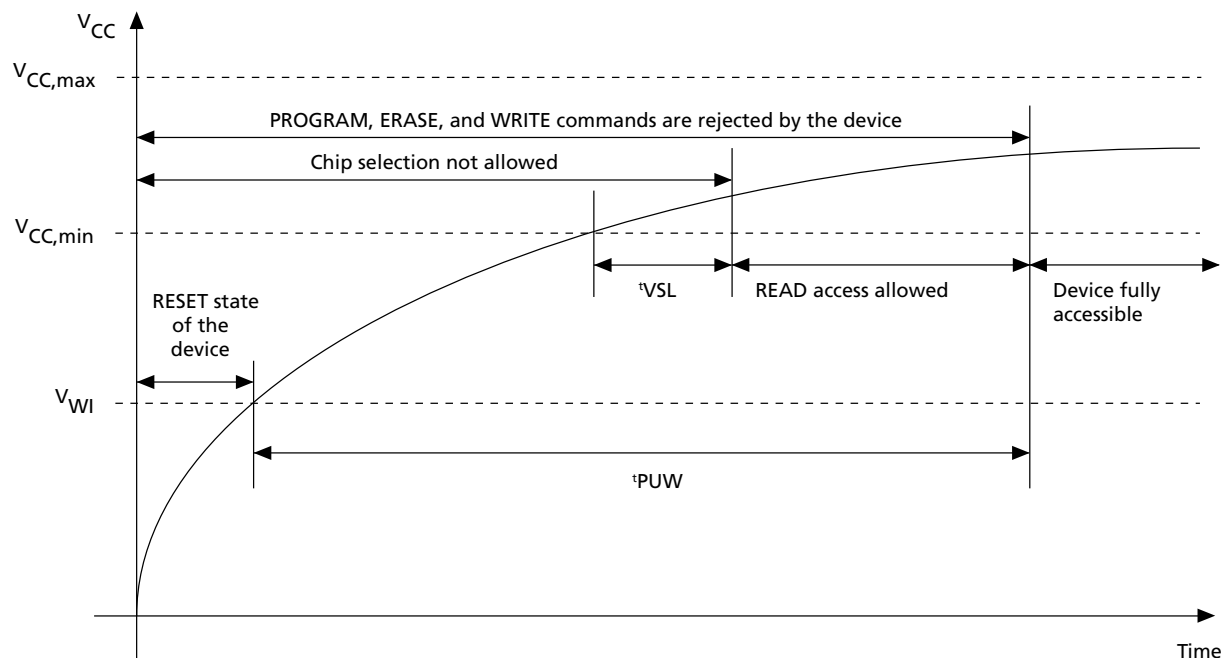 VCC
VCC,max
PROGRAM, ERASE, and WRITE commands are rejected by the device
Chip selection not allowed
VCC,min
tVSL
READ access allowed
Device fully
accessible
RESET state
of the
device
VWI
tPUW
Time